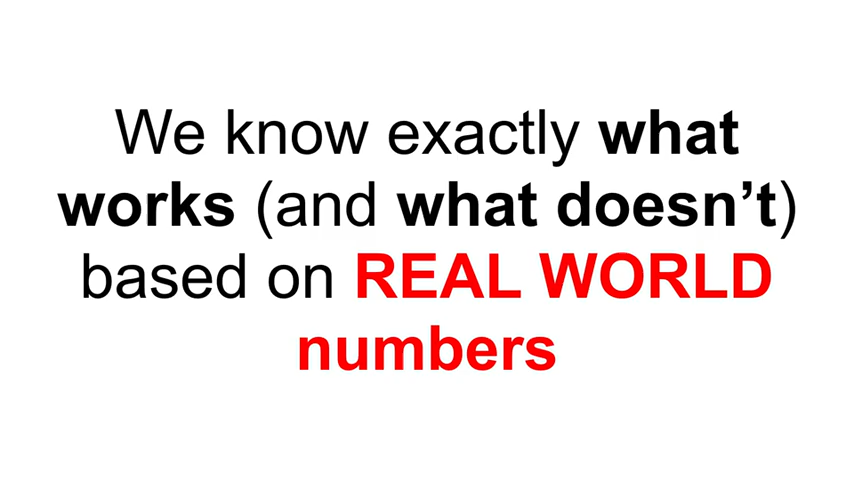 We know exactly what
works (and what doesn’t)
based on REAL WORLD
numbers